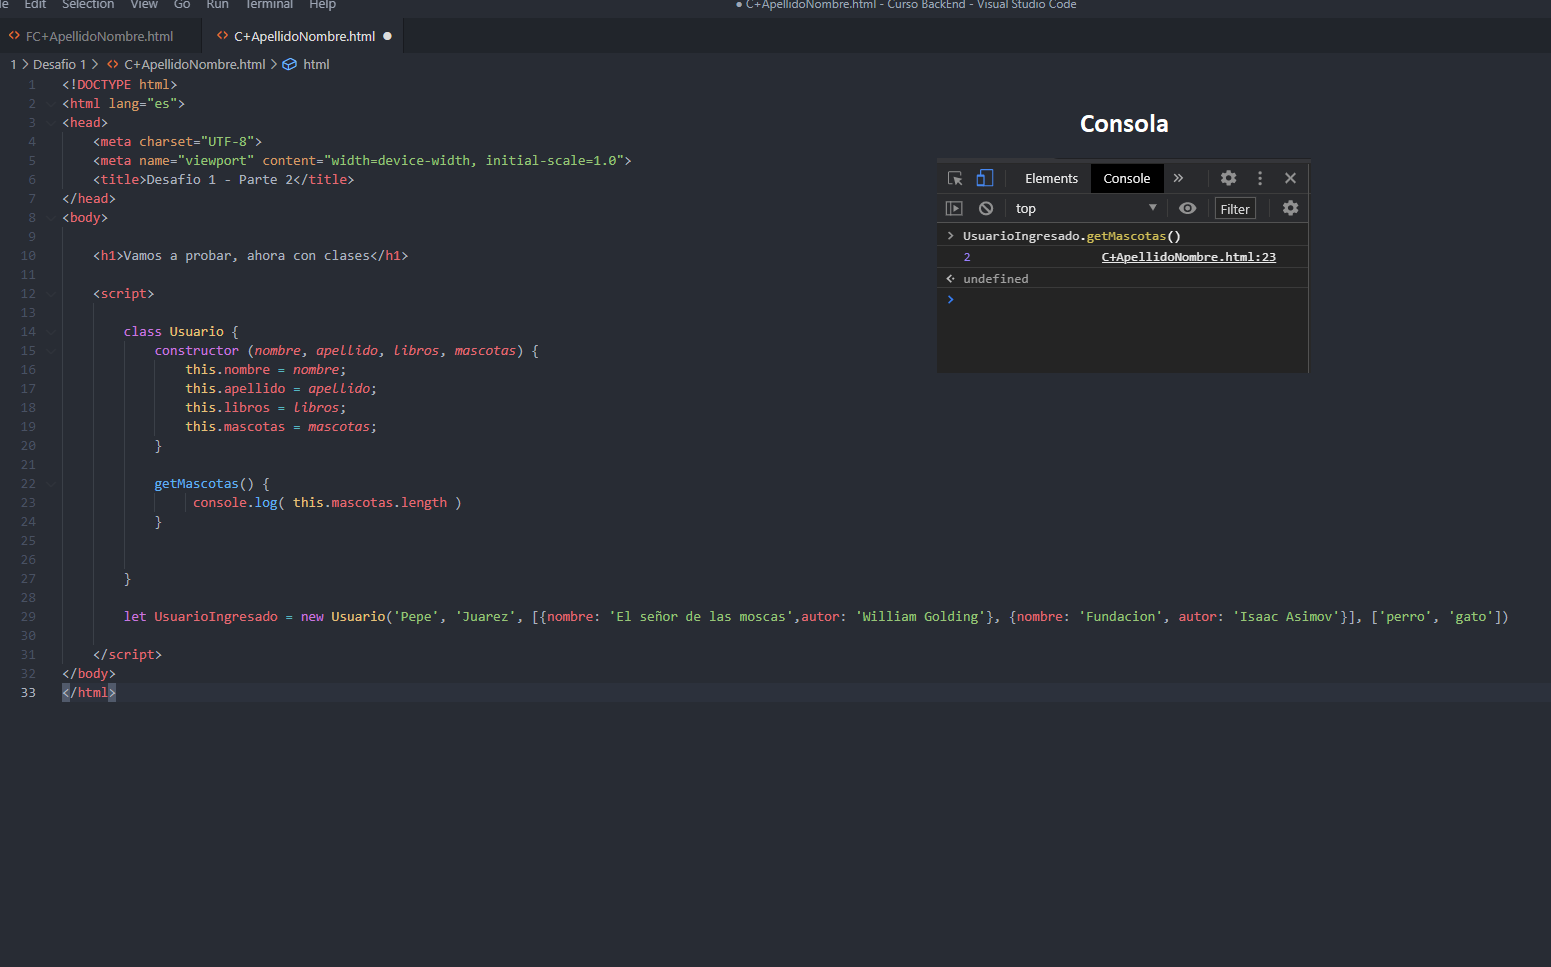 Edit Selection View Go Run Terminal Help ● C+ApellidoNombre.html - Curso BackEnd - Visual Studio Code
<> FC+ApellidoNombre.html <> C+ApellidoNombre.html ●
1 > Desafio 1 > <> C+ApellidoNombre.html > html
1 <!DOCTYPE html>
2 <html lang="es">
3 <head>
4 <meta charset="UTF-8">
5 <meta name="viewport" content="width=device-width, initial-scale=1.0">
6 <title>Desafio 1 - Parte 2</title>
7 </head>
8 <body>
9
10 <h1>Vamos a probar, ahora con clases</h1>
11
12 <script>
13
14 class Usuario {
15 constructor (nombre, apellido, libros, mascotas) {
16 this.nombre = nombre;
17 this.apellido = apellido;
18 this.libros = libros;
19 this.mascotas = mascotas;
20 }
21
22 getMascotas() {
23 console.log( this.mascotas.length )
24 }
25
26
27 }
28
29 let UsuarioIngresado = new Usuario('Pepe', 'Juarez', [{nombre: 'El señor de las moscas',autor: 'William Golding'}, {nombre: 'Fundacion', autor: 'Isaac Asimov'}], ['perro', 'gato'])
30
31 </script>
32 </body>
33 </html>
Consola
Elements Console »
top Filter
> UsuarioIngresado.getMascotas()
2 C+ApellidoNombre.html:23
undefined
>